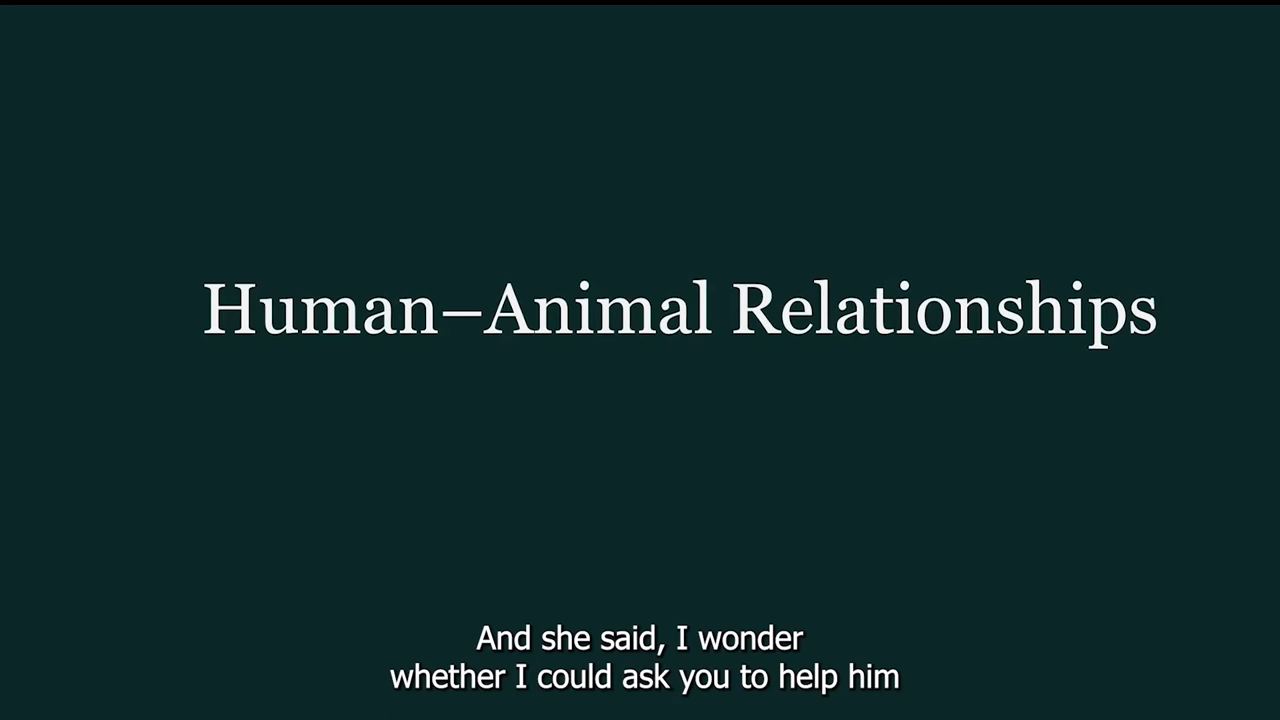 Human–Animal Relationships
And she said, I wonder
whether I could ask you to help him